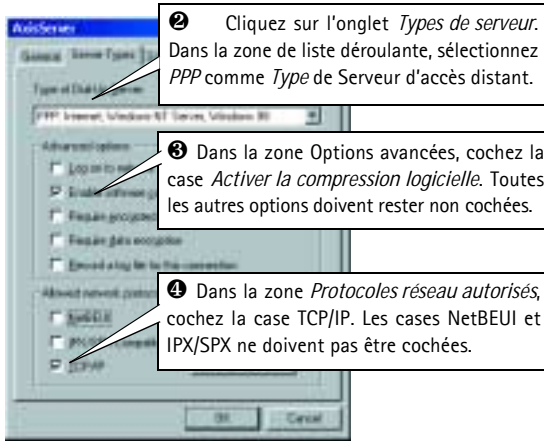 AxisServer
❷ Cliquez sur l'onglet Types de serveur.
Dans la zone de liste déroulante, sélectionnez
PPP comme Type de Serveur d'accès distant.
General Server Types
Type of Dial-Up Server:
PPP: Internet, Windows NT Server, Windows 98
❸ Dans la zone Options avancées, cochez la
case Activer la compression logicielle. Toutes
les autres options doivent rester non cochées.
Advanced options:
Log on to
Enable software
Require encrypted
Require data encryption
Record a log file for this connection
❹ Dans la zone Protocoles réseau autorisés,
cochez la case TCP/IP. Les cases NetBEUI et
IPX/SPX ne doivent pas être cochées.
Allowed network protocols
NetBEUI
IPX/SPX
TCP/IP
OK Cancel